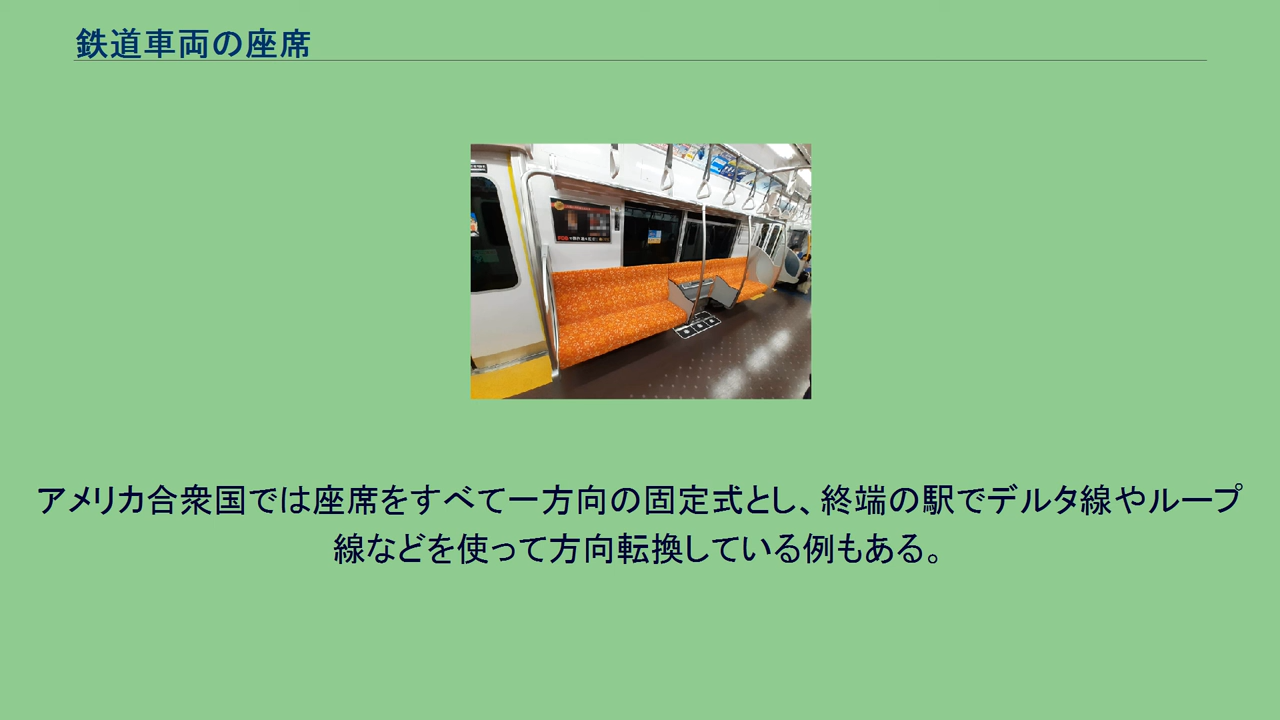 鉄道車両の座席
アメリカ合衆国では座席をすべて一方向の固定式とし、終端の駅でデルタ線やループ
線などを使って方向転換している例もある。